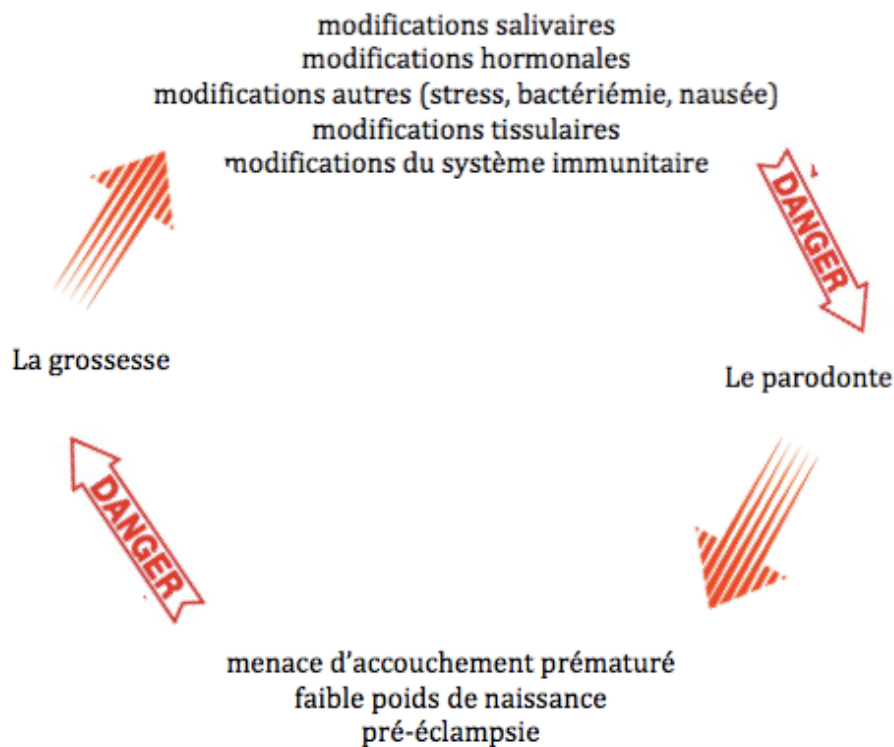 modifications salivaires
modifications hormonales
modifications autres (stress, bactériémie, nausée)
modifications tissulaires
modifications du système immunitaire
DANGER
La grossesse
Le parodonte
DANGER
menace d'accouchement prématuré
faible poids de naissance
pré-éclampsie